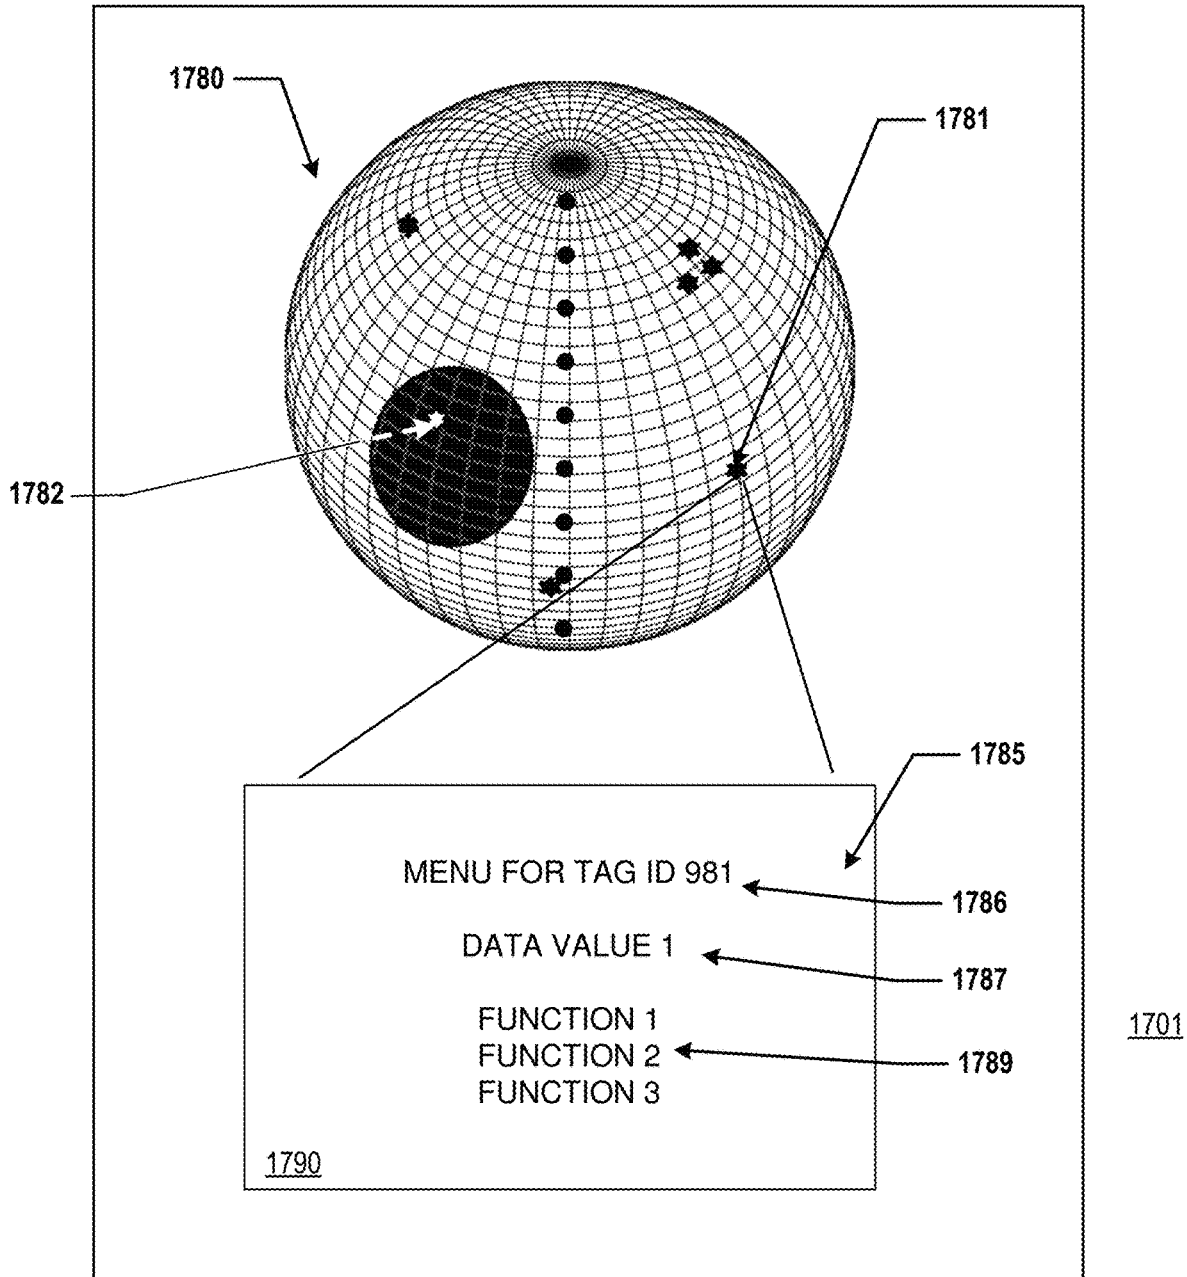 1780
1781
1782
1785
MENU FOR TAG ID 981
1786
DATA VALUE 1
1787
FUNCTION 1
1701
FUNCTION 2
1789
FUNCTION 3
1790